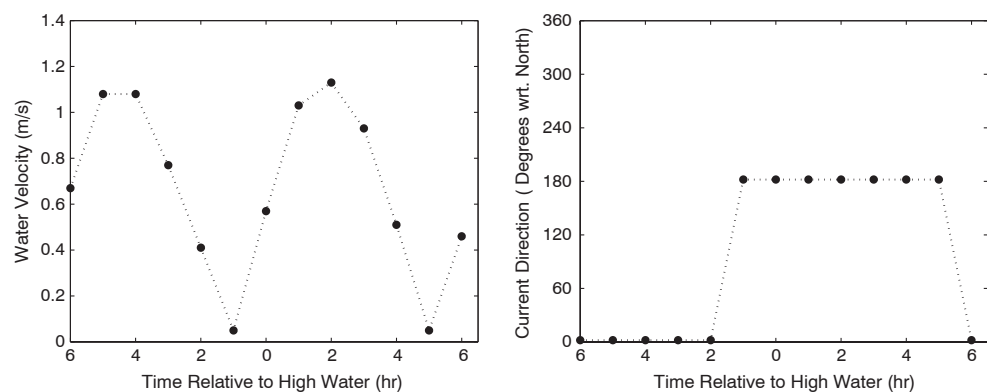 1.4
1.2
1
0.8
0.6
0.4
0.2
0
Water Velocity (m/s)
6 4 2 0 2 4 6
Time Relative to High Water (hr)
360
300
240
180
120
60
0
Current Direction ( Degrees wrt. North)
6 4 2 0 2 4 6
Time Relative to High Water (hr)